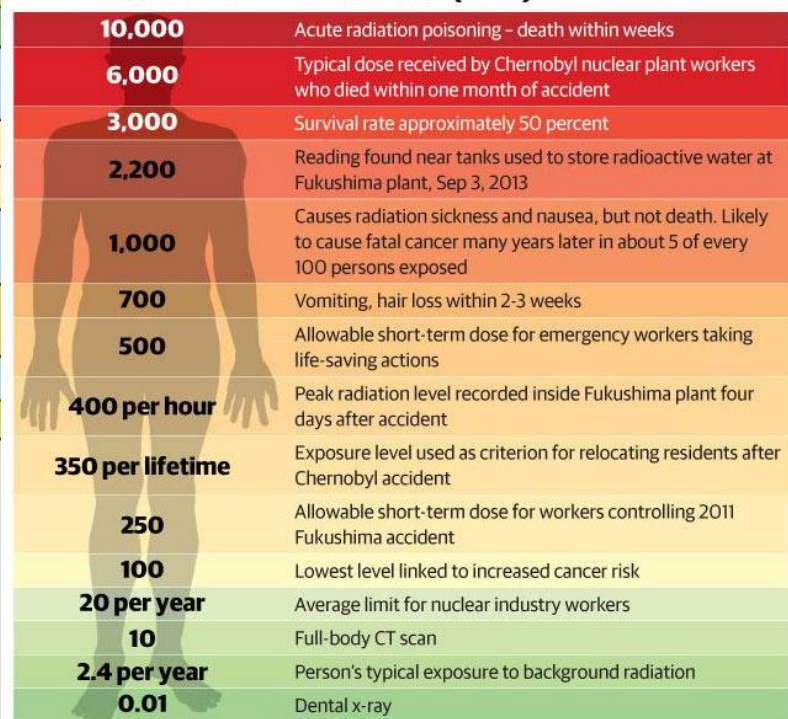 10,000 Acute radiation poisoning – death within weeks
6,000 Typical dose received by Chernobyl nuclear plant workers
who died within one month of accident
3,000 Survival rate approximately 50 percent
2,200 Reading found near tanks used to store radioactive water at
Fukushima plant, Sep 3, 2013
1,000 Causes radiation sickness and nausea, but not death. Likely
to cause fatal cancer many years later in about 5 of every
100 persons exposed
700 Vomiting, hair loss within 2-3 weeks
500 Allowable short-term dose for emergency workers taking
life-saving actions
400 per hour Peak radiation level recorded inside Fukushima plant four
days after accident
350 per lifetime Exposure level used as criterion for relocating residents after
Chernobyl accident
250 Allowable short-term dose for workers controlling 2011
Fukushima accident
100 Lowest level linked to increased cancer risk
20 per year Average limit for nuclear industry workers
10 Full-body CT scan
2.4 per year Person's typical exposure to background radiation
0.01 Dental x-ray